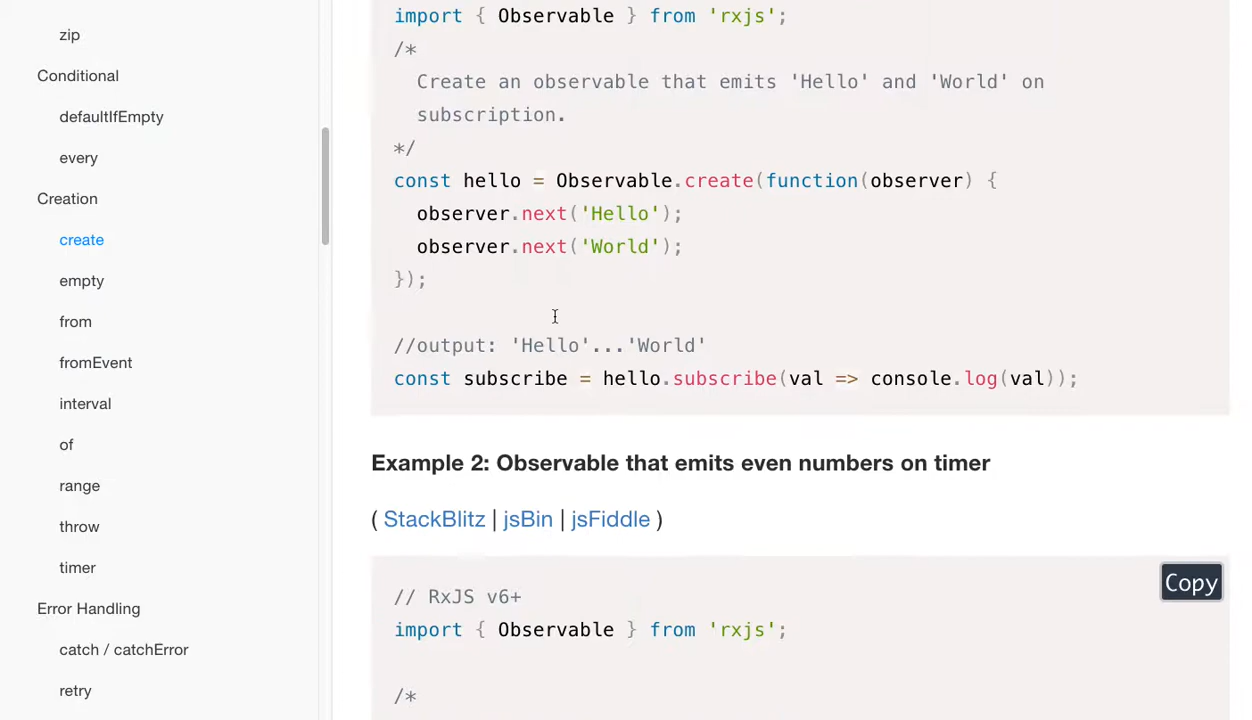 zip
Conditional
defaultIfEmpty
every
Creation
create
empty
from
fromEvent
interval
of
range
throw
timer
Error Handling
catch / catchError
retry
import { Observable } from 'rxjs';
/*
  Create an observable that emits 'Hello' and 'World' on
  subscription.
*/
const hello = Observable.create(function(observer) {
  observer.next('Hello');
  observer.next('World');
});
//output: 'Hello'...'World'
const subscribe = hello.subscribe(val => console.log(val));
Example 2: Observable that emits even numbers on timer
( StackBlitz | jsBin | jsFiddle )
Copy
// RxJS v6+
import { Observable } from 'rxjs';
/*